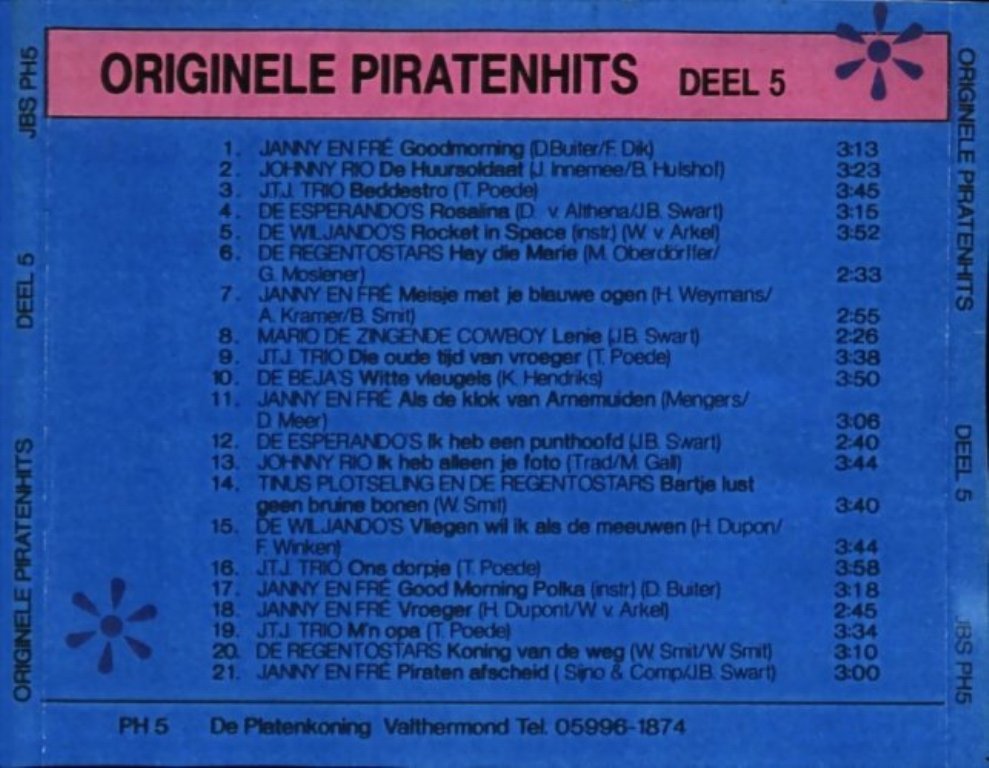 ORIGINELE PIRATENHITS DEEL 5
1. JANNY EN FRÉ Goodmorning (D.Buiter/F. Dik) 3:13
2. JOHNNY RIO De Huursoldaat (J. Innemee/B. Hulshof) 3:23
3. J.T.J. TRIO Beddestro (T. Poede) 3:45
4. DE ESPERANDO'S Rosalina (D. v. Althena/J.B. Swart) 3:15
5. DE WILJANDO'S Rocket in Space (instr.) (W. v. Arkel) 3:52
6. DE REGENTOSTARS Hay die Marie (M. Oberdörffer/
G. Moslener) 2:33
7. JANNY EN FRÉ Meisje met je blauwe ogen (H. Weymans/
A. Kramer/B. Smit) 2:55
8. MARIO DE ZINGENDE COWBOY Lenie (J.B. Swart) 2:26
9. J.T.J. TRIO Die oude tijd van vroeger (T. Poede) 3:38
10. DE BEJA'S Witte vleugels (K. Hendriks) 3:50
11. JANNY EN FRÉ Als de klok van Arnemuiden (Mengers/
D. Meer) 3:06
12. DE ESPERANDO'S Ik heb een punthoofd (J.B. Swart) 2:40
13. JOHNNY RIO Ik heb alleen je foto (Trad/M. Gall) 3:44
14. TINUS PLOTSELING EN DE REGENTOSTARS Bartje lust
geen bruine bonen (W. Smit) 3:40
15. DE WILJANDO'S Vliegen wil ik als de meeuwen (H. Dupon/
F. Winken) 3:44
16. J.T.J. TRIO Ons dorpje (T. Poede) 3:58
17. JANNY EN FRÉ Good Morning Polka (instr.) (D. Buiter) 3:18
18. JANNY EN FRÉ Vroeger (H. Dupont/W. v. Arkel) 2:45
19. J.T.J. TRIO M'n opa (T. Poede) 3:34
20. DE REGENTOSTARS Koning van de weg (W. Smit/W Smit) 3:10
21. JANNY EN FRÉ Piraten afscheid ( Sijno & Comp/J.B. Swart) 3:00
PH 5 De Platenkoning Valthermond Tel. 05996-1874
ORIGINELE PIRATENHITS DEEL 5 JBS PH5
ORIGINELE PIRATENHITS DEEL 5 JBS PH5